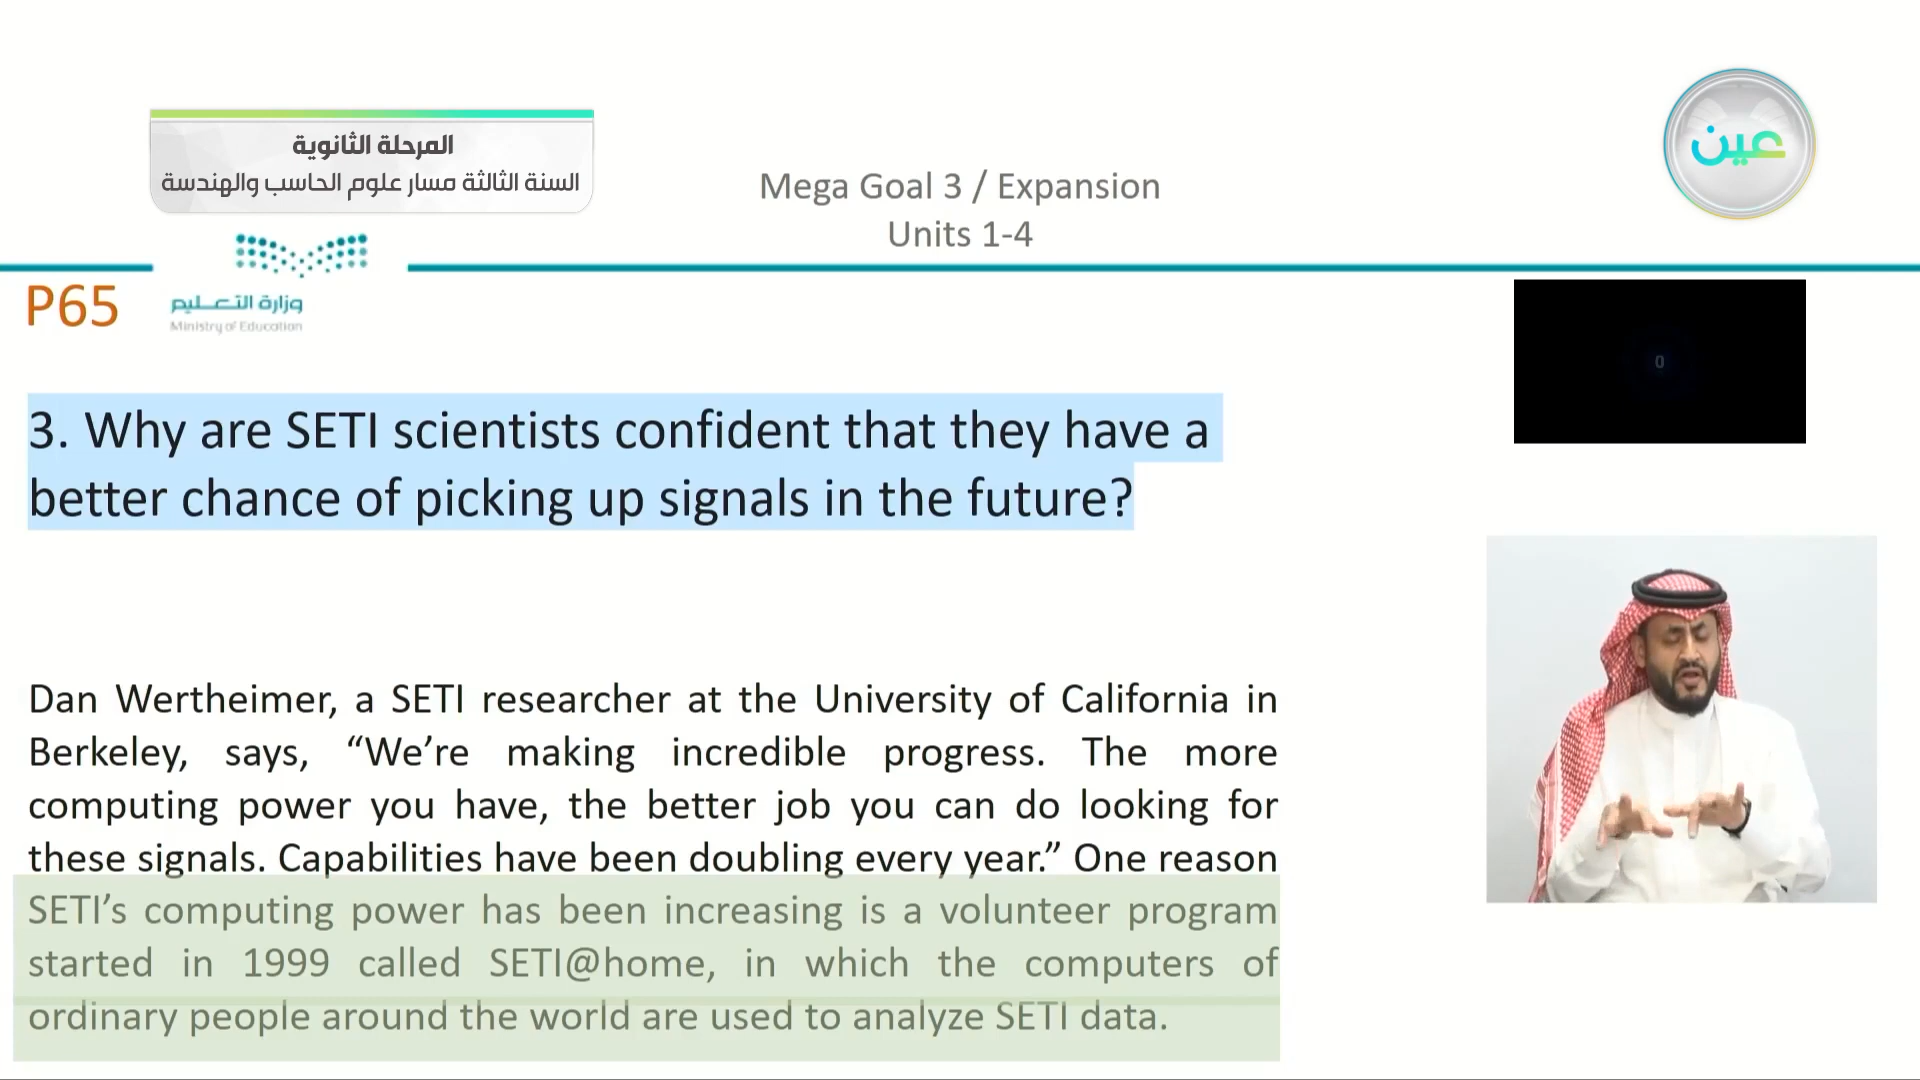 المرحلة الثانوية
السنة الثالثة مسار علوم الحاسب والهندسة
عين
Mega Goal 3 / Expansion
Units 1-4
وزارة التعليم
Ministry of Education
P65
0
3. Why are SETI scientists confident that they have a
better chance of picking up signals in the future?
Dan Wertheimer, a SETI researcher at the University of California in
Berkeley, says, “We’re making incredible progress. The more
computing power you have, the better job you can do looking for
these signals. Capabilities have been doubling every year.” One reason
SETI’s computing power has been increasing is a volunteer program
started in 1999 called SETI@home, in which the computers of
ordinary people around the world are used to analyze SETI data.